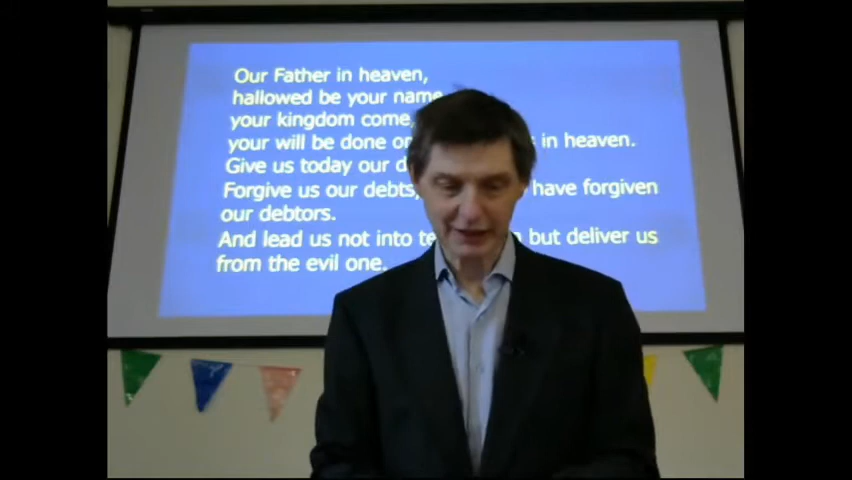 Our Father in heaven,
hallowed be your name
your kingdom come,
your will be done in heaven.
Give us today our
Forgive us our debts, have forgiven
our debtors.
And lead us not into but deliver us
from the evil one.